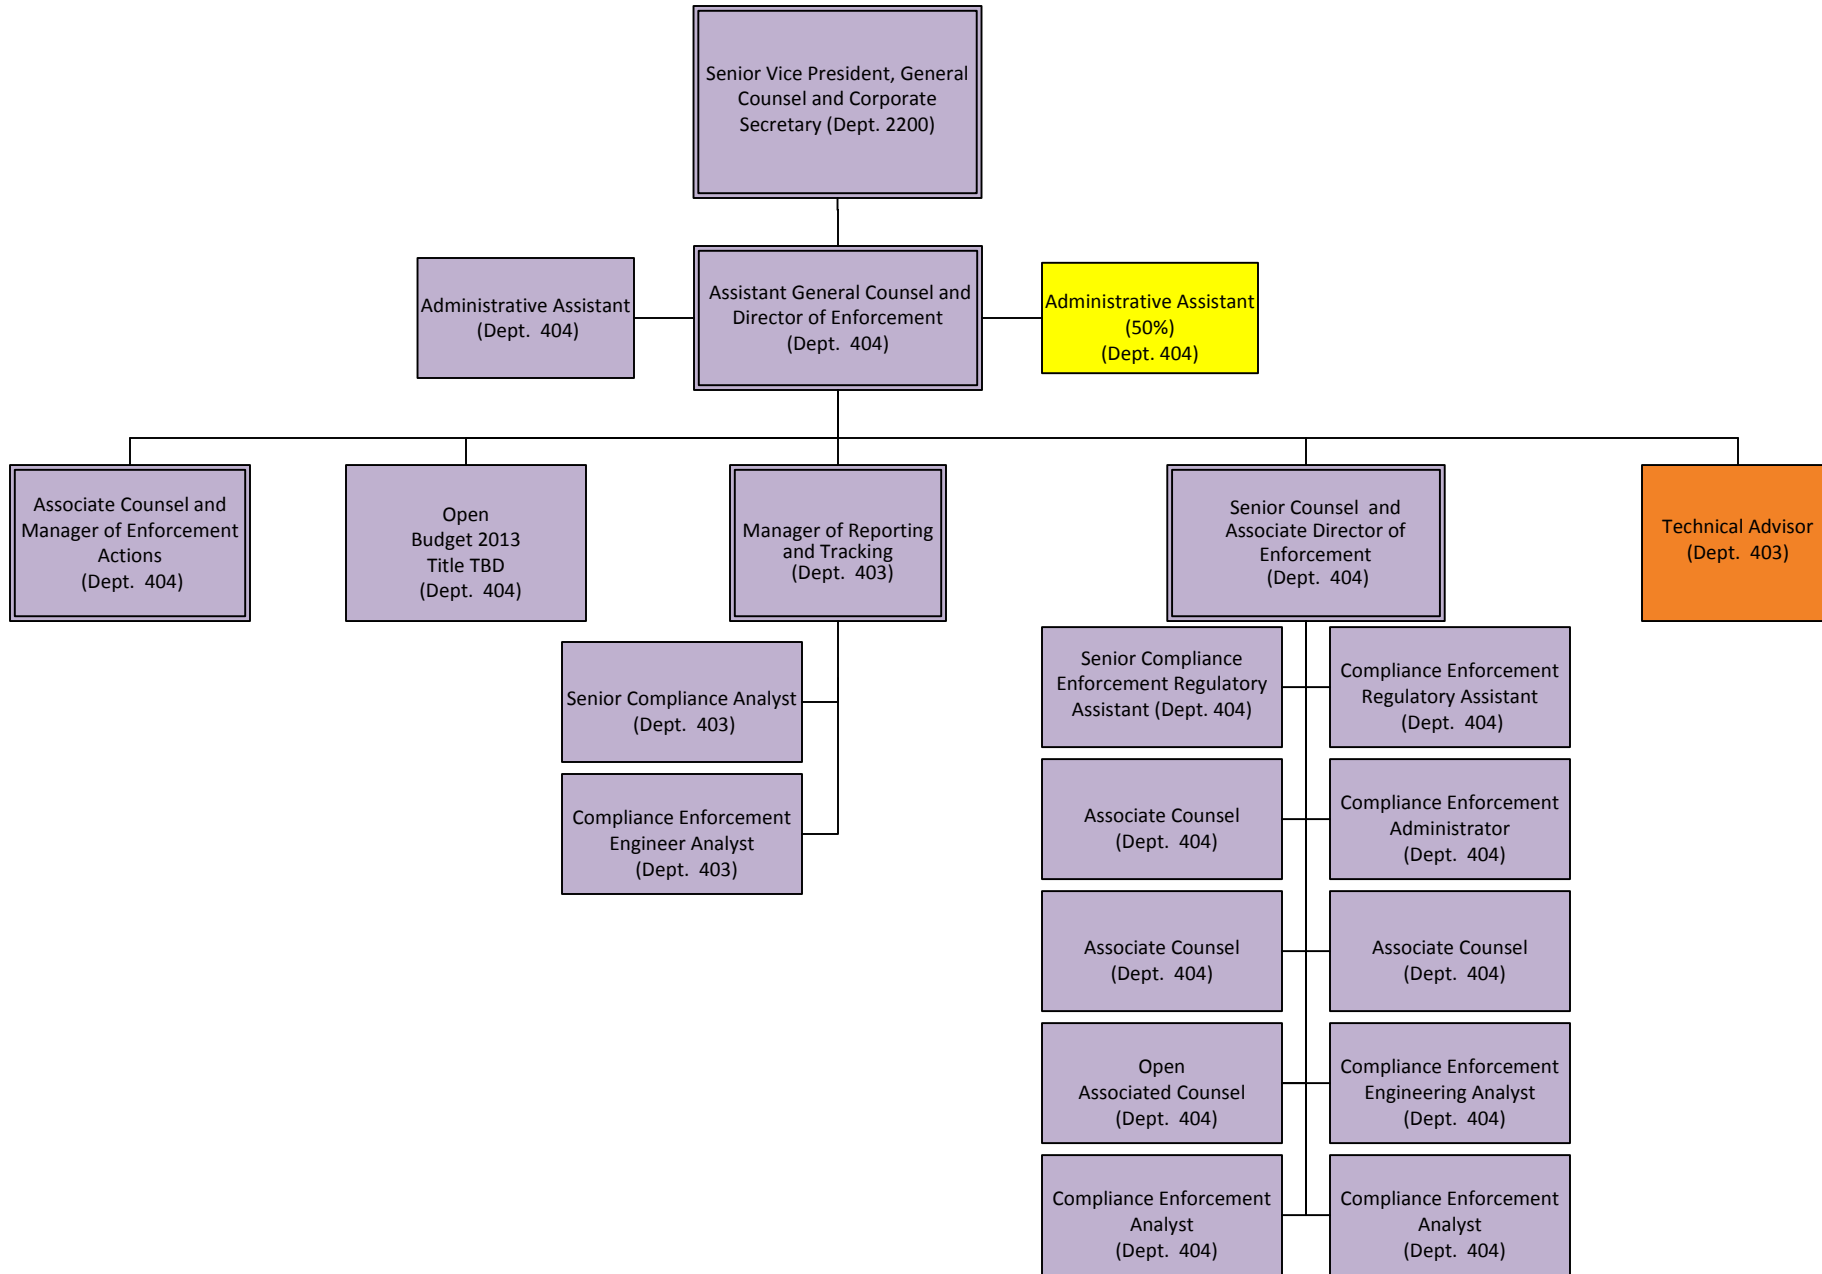 Senior Vice President, General
Counsel and Corporate
Secretary (Dept. 2200)
Administrative Assistant
(Dept. 404)
Assistant General Counsel and
Director of Enforcement
(Dept. 404)
Administrative Assistant
(50%)
(Dept. 404)
Associate Counsel and
Manager of Enforcement
Actions
(Dept. 404)
Open
Budget 2013
Title TBD
(Dept. 404)
Manager of Reporting
and Tracking
(Dept. 403)
Senior Counsel and
Associate Director of
Enforcement
(Dept. 404)
Technical Advisor
(Dept. 403)
Senior Compliance Analyst
(Dept. 403)
Compliance Enforcement
Engineer Analyst
(Dept. 403)
Senior Compliance
Enforcement Regulatory
Assistant (Dept. 404)
Compliance Enforcement
Regulatory Assistant
(Dept. 404)
Associate Counsel
(Dept. 404)
Compliance Enforcement
Administrator
(Dept. 404)
Associate Counsel
(Dept. 404)
Associate Counsel
(Dept. 404)
Open
Associated Counsel
(Dept. 404)
Compliance Enforcement
Engineering Analyst
(Dept. 404)
Compliance Enforcement
Analyst
(Dept. 404)
Compliance Enforcement
Analyst
(Dept. 404)